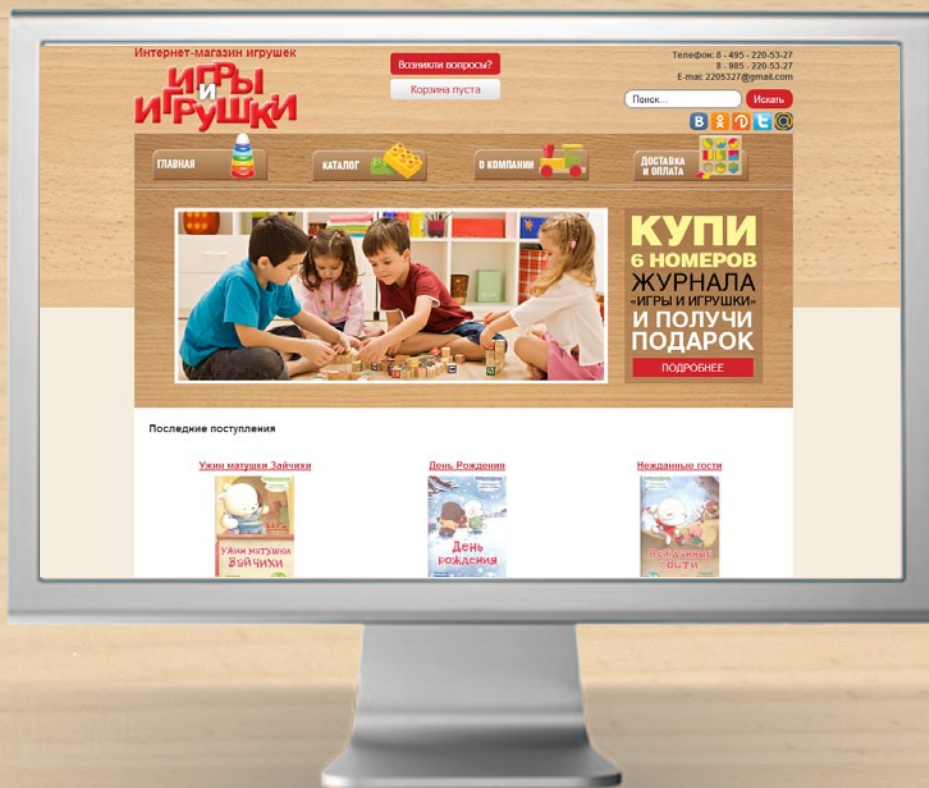 Интернет-магазин игрушек
ИГРЫ
И
ИГРУШКИ
Возникли вопросы?
Корзина пуста
Телефон: 8 - 495 - 220-53-27
8 - 985 - 220-53-27
E-mai: 2205327@gmail.com
Поиск...
Искать
ГЛАВНАЯ
КАТАЛОГ
О КОМПАНИИ
ДОСТАВКА
И ОПЛАТА
КУПИ
6 НОМЕРОВ
ЖУРНАЛА
«ИГРЫ И ИГРУШКИ»
И ПОЛУЧИ
ПОДАРОК
ПОДРОБНЕЕ
Последние поступления
Ужин матушки Зайчихи
День Рождения
Нежданные гости
Ужин матушки
Зайчихи
День
рождения
Нежданные
гости